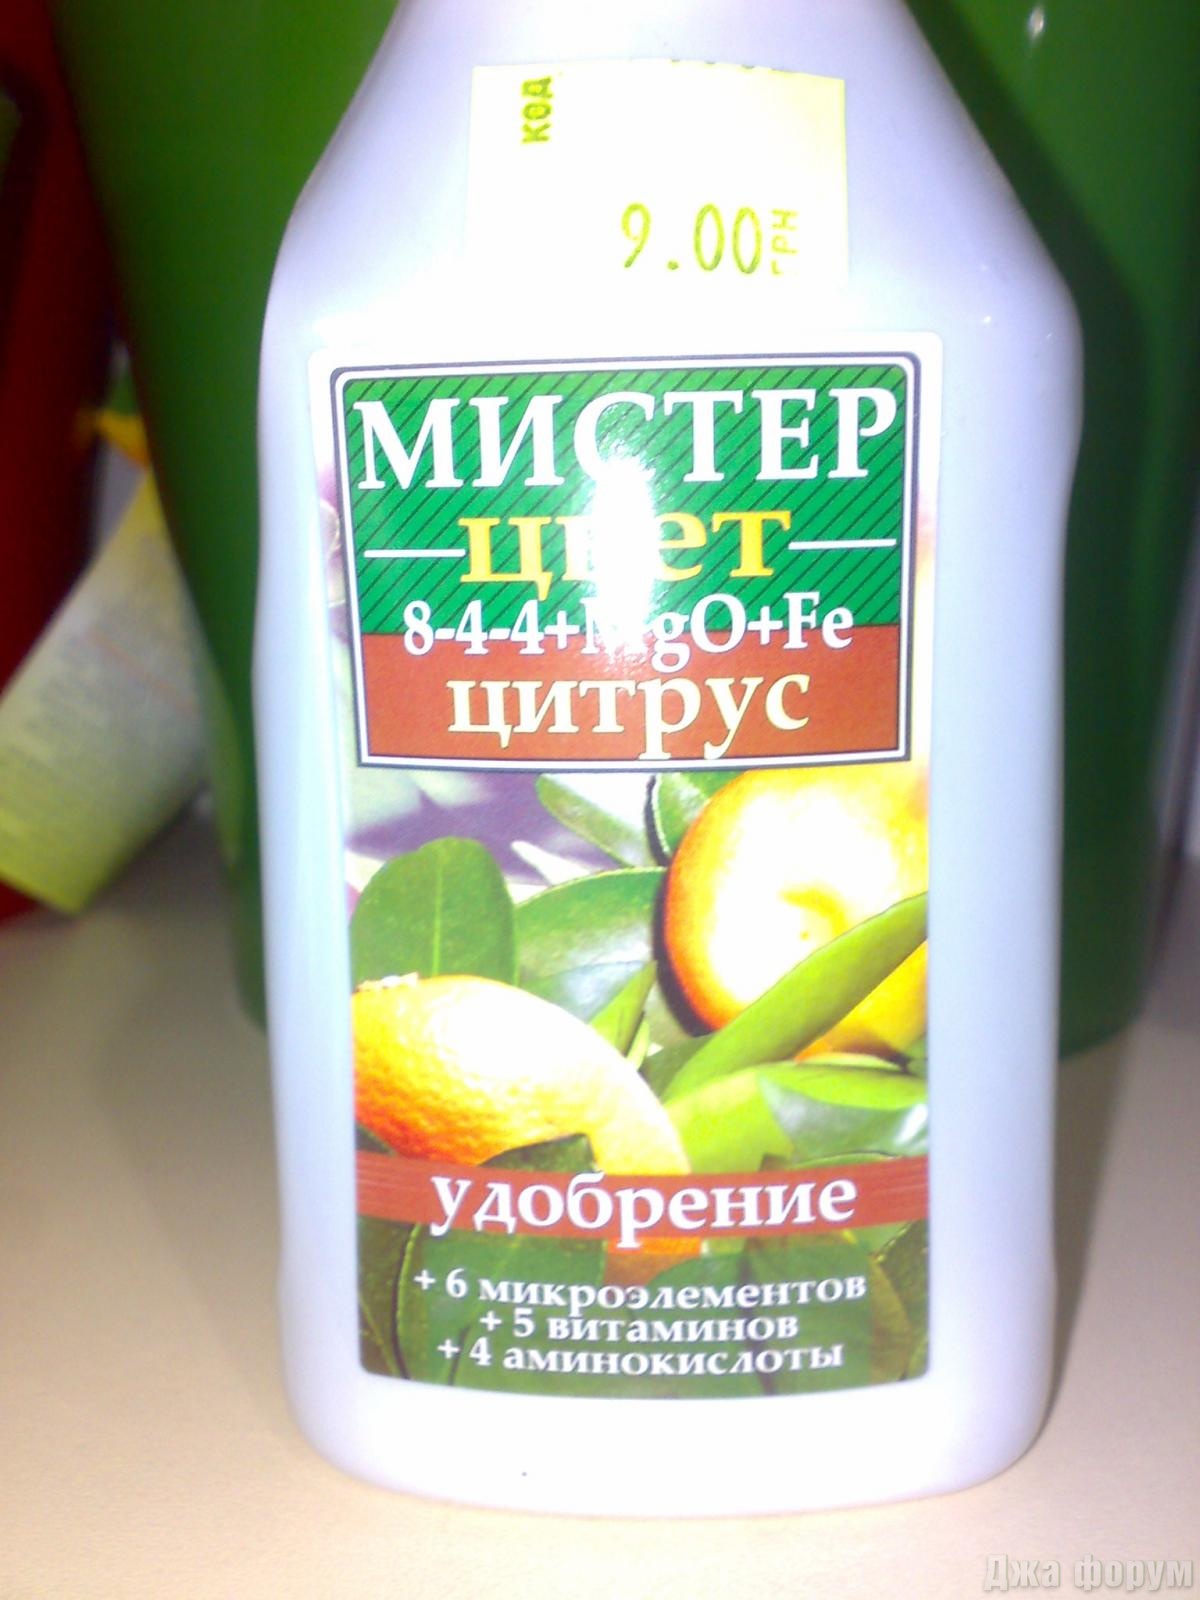 код
9.00 ГРН
МИСТЕР
цвет
8-4-4+MgO+Fe
цитрус
удобрение
+ 6 микроэлементов
+ 5 витаминов
+ 4 аминокислоты
Джа форум